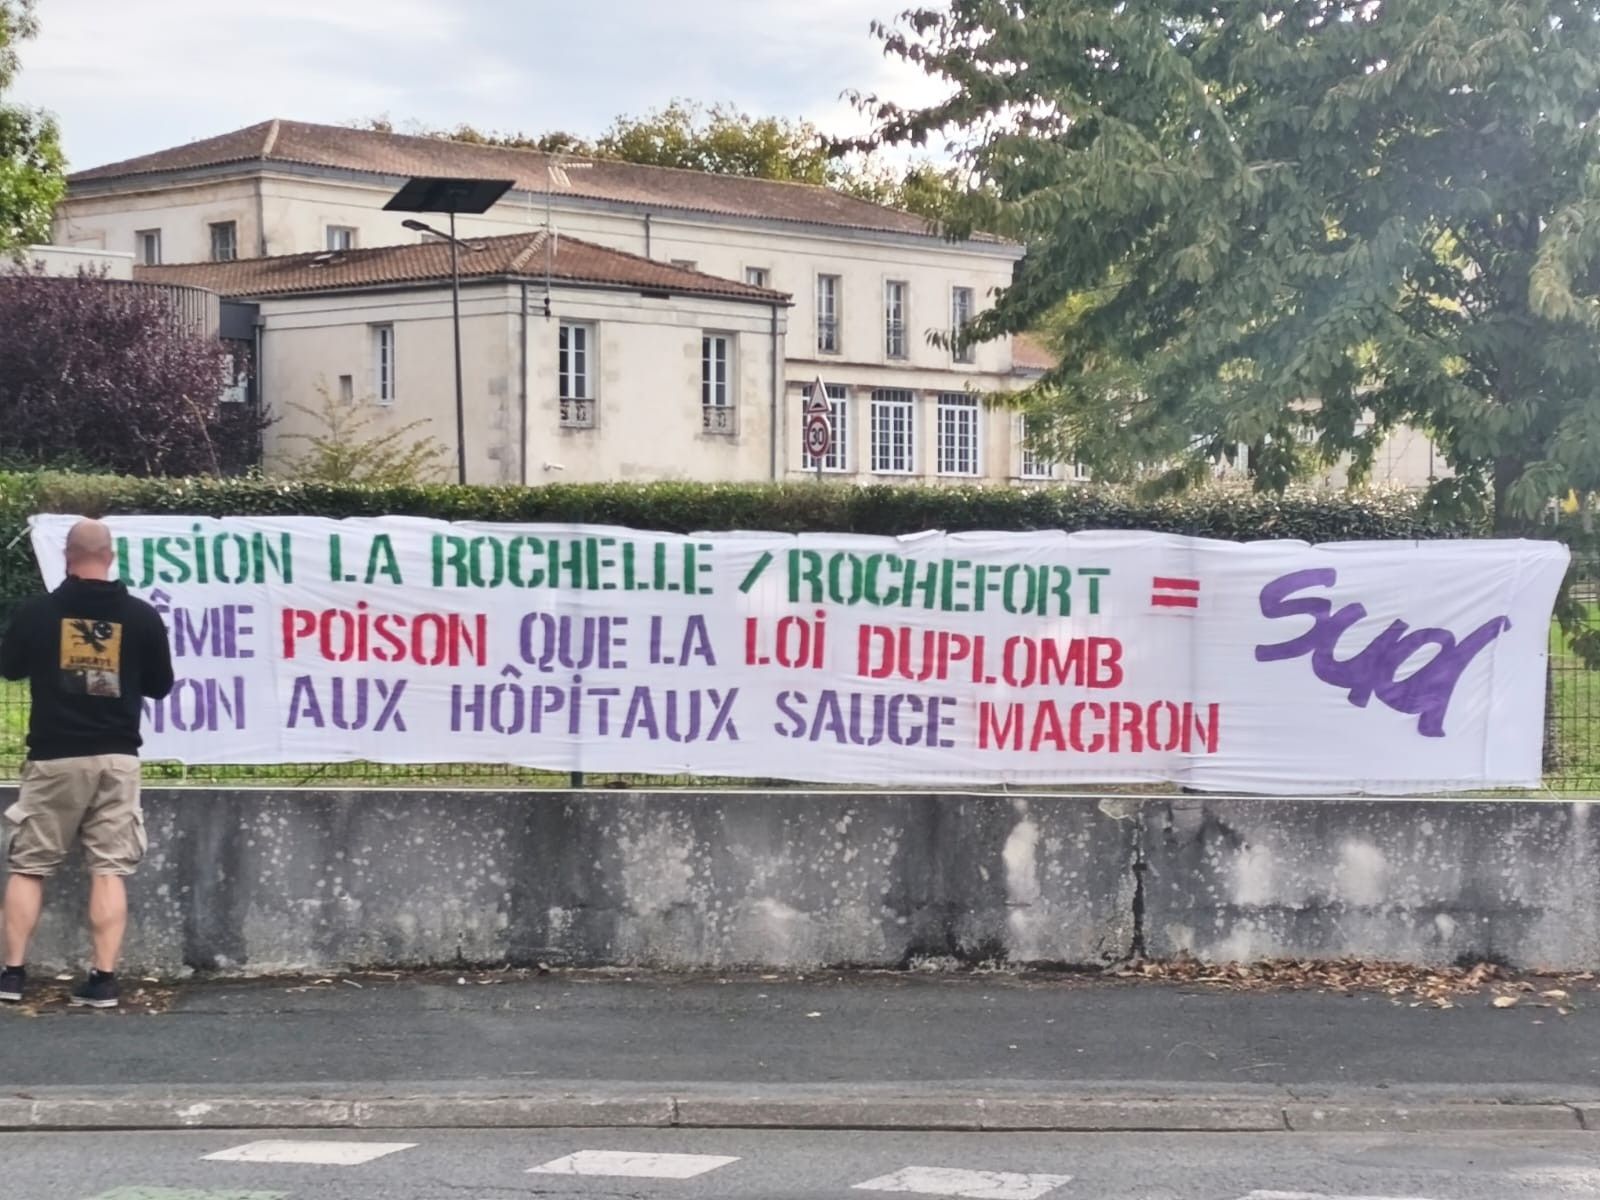 30
USiON LA ROCHELLE / ROCHEFORT =
ÊME POiSON QUE LA LOi DUPLOMB
NON AUX HÔPiTAUX SAUCE MACRON
Sud